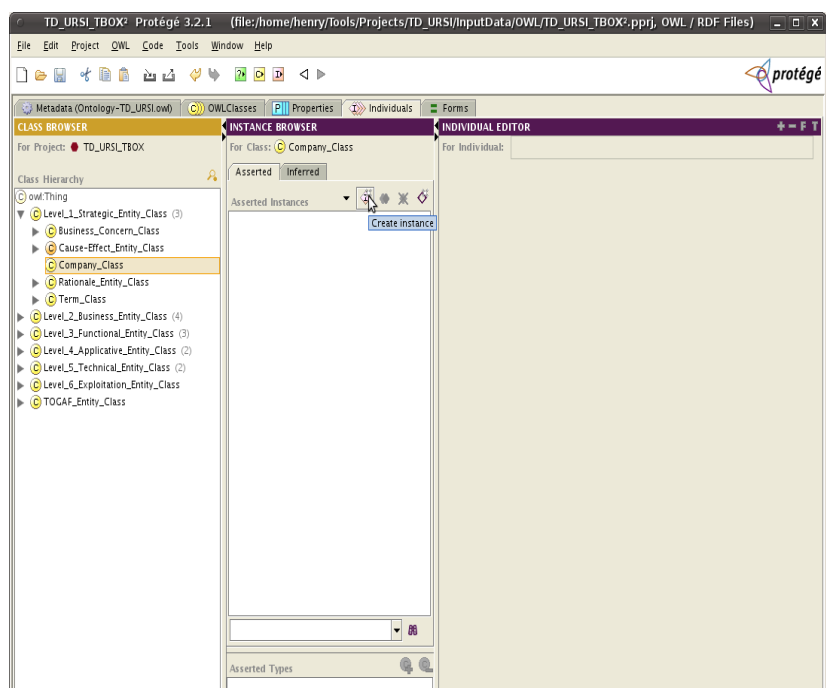 TD_URSI_TBOX² Protégé 3.2.1 (file:/home/henry/Tools/Projects/TD_URSI/InputData/OWL/TD_URSI_TBOX².pprj, OWL / RDF Files)
File Edit Project OWL Code Tools Window Help
protégé
Metadata (Ontology-TD_URSI.owl) OWLClasses Properties Individuals Forms
CLASS BROWSER
For Project: TD_URSI_TBOX
Class Hierarchy
owl:Thing
Level_1_Strategic_Entity_Class (3)
Business_Concern_Class
Cause-Effect_Entity_Class
Company_Class
Rationale_Entity_Class
Term_Class
Level_2_Business_Entity_Class (4)
Level_3_Functional_Entity_Class (3)
Level_4_Applicative_Entity_Class (2)
Level_5_Technical_Entity_Class (2)
Level_6_Exploitation_Entity_Class
TOGAF_Entity_Class
INSTANCE BROWSER
For Class: Company_Class
Asserted Inferred
Asserted Instances
Create instance
Asserted Types
INDIVIDUAL EDITOR
+ − F T
For Individual: